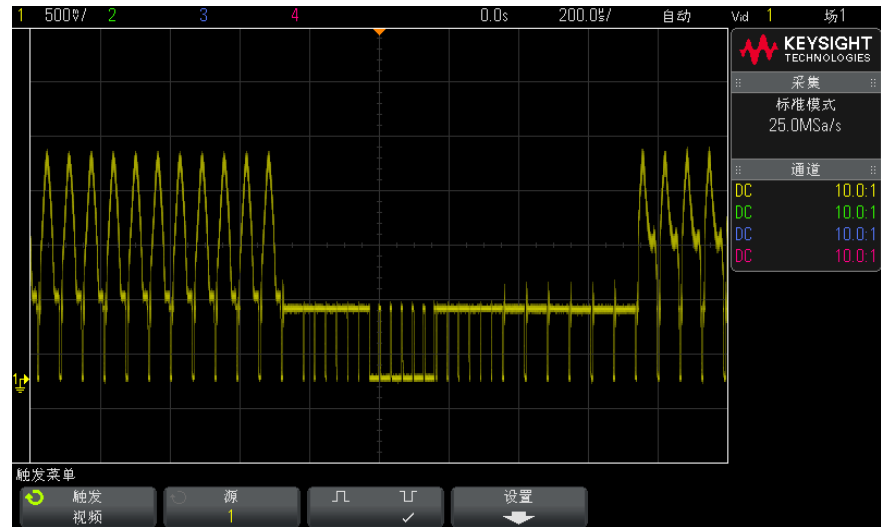 1 500㎷/ 2 3 4 0.0s 200.0㎲/ 自动 Vid 1 场1
KEYSIGHT
TECHNOLOGIES
采集
标准模式
25.0MSa/s
通道
DC 10.0:1
DC 10.0:1
DC 10.0:1
DC 10.0:1
1
触发菜单
触发 源 设置
视频 1